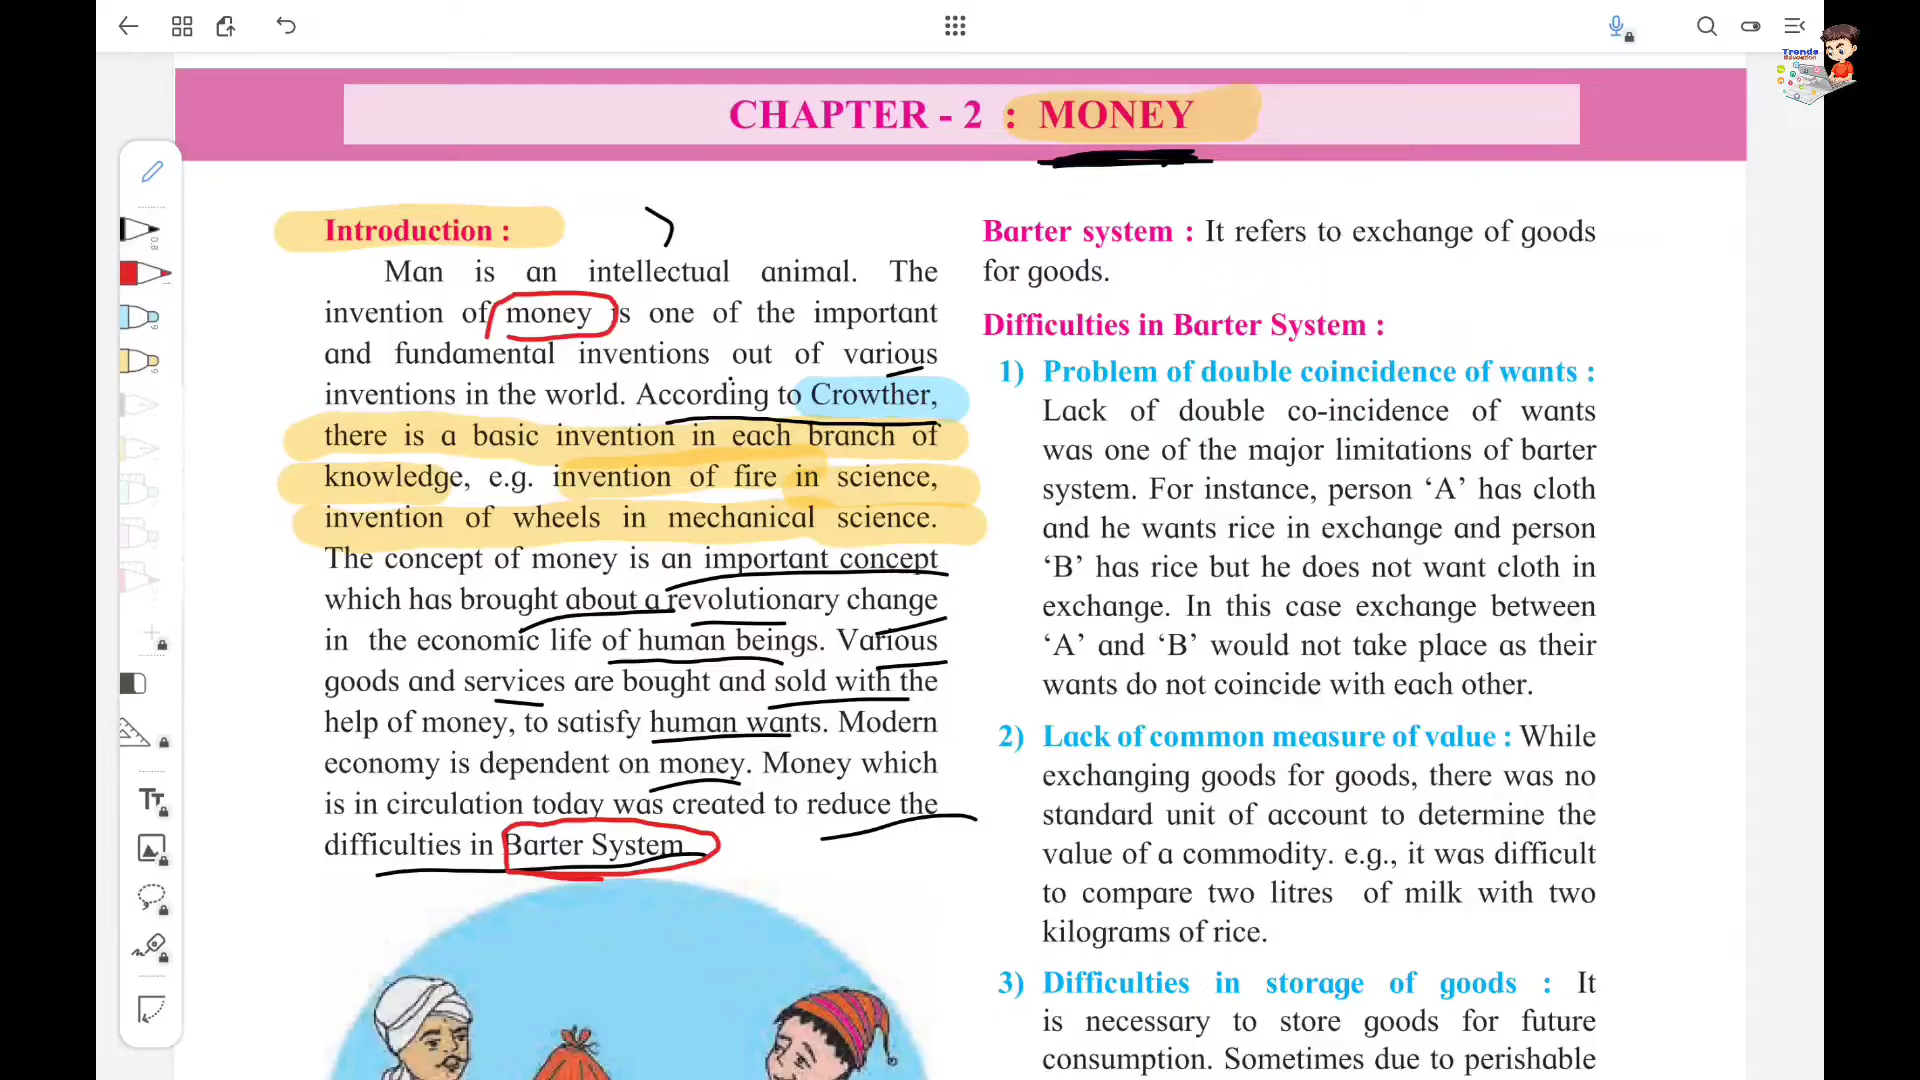 Trends
Education
CHAPTER - 2 : MONEY
Introduction :
Man is an intellectual animal. The
invention of money is one of the important
and fundamental inventions out of various
inventions in the world. According to Crowther,
there is a basic invention in each branch of
knowledge, e.g. invention of fire in science,
invention of wheels in mechanical science.
The concept of money is an important concept
which has brought about a revolutionary change
in the economic life of human beings. Various
goods and services are bought and sold with the
help of money, to satisfy human wants. Modern
economy is dependent on money. Money which
is in circulation today was created to reduce the
difficulties in Barter System
Barter system : It refers to exchange of goods
for goods.
Difficulties in Barter System :
1) Problem of double coincidence of wants :
Lack of double co-incidence of wants
was one of the major limitations of barter
system. For instance, person ‘A’ has cloth
and he wants rice in exchange and person
‘B’ has rice but he does not want cloth in
exchange. In this case exchange between
‘A’ and ‘B’ would not take place as their
wants do not coincide with each other.
2) Lack of common measure of value : While
exchanging goods for goods, there was no
standard unit of account to determine the
value of a commodity. e.g., it was difficult
to compare two litres of milk with two
kilograms of rice.
3) Difficulties in storage of goods : It
is necessary to store goods for future
consumption. Sometimes due to perishable
Tт